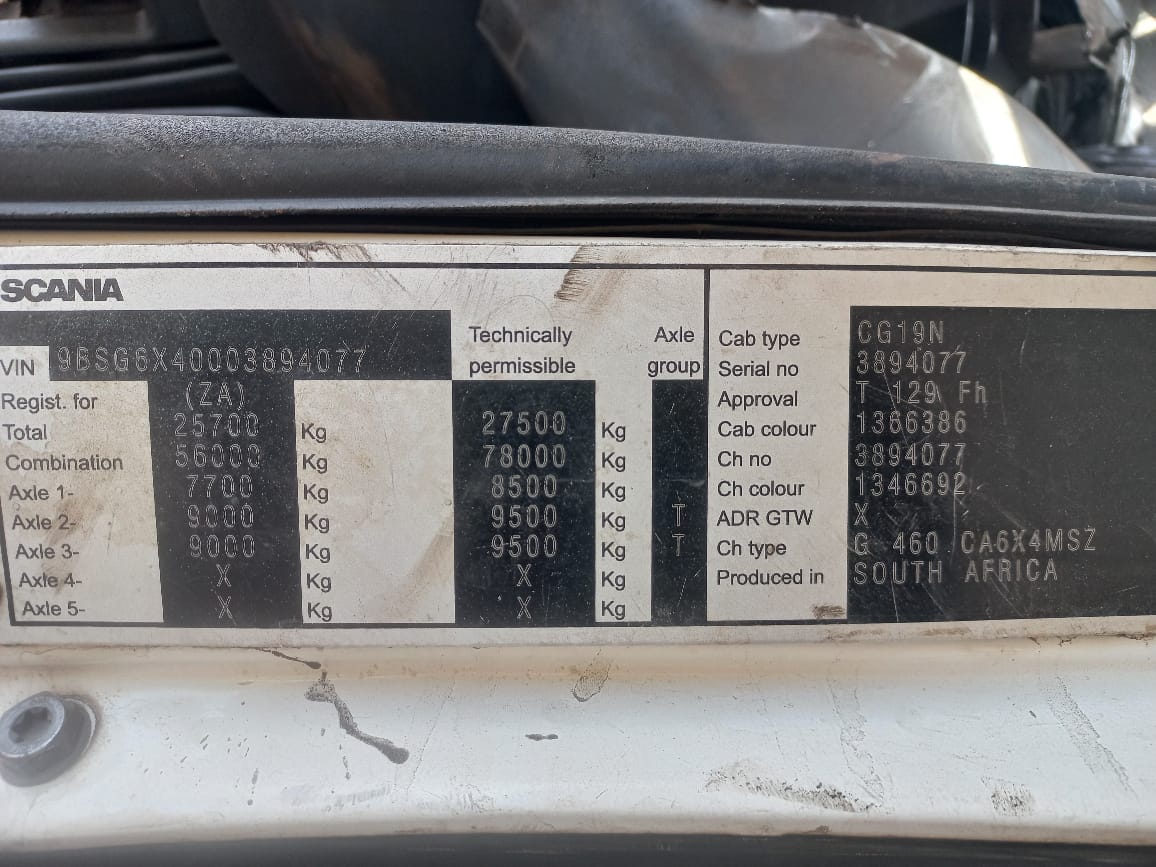 SCANIA
VIN 9BSG6X40003894077
Technically permissible
Axle group
Regist. for (ZA)
Total 25700 Kg 27500 Kg
Combination 56000 Kg 78000 Kg
Axle 1- 7700 Kg 8500 Kg
Axle 2- 9000 Kg 9500 Kg T
Axle 3- 9000 Kg 9500 Kg T
Axle 4- X Kg X Kg
Axle 5- X Kg X Kg
Cab type CG19N
Serial no 3894077
Approval T 129 Fh
Cab colour 1366386
Ch no 3894077
Ch colour 1346692
ADR GTW X
Ch type G 460 CA6X4MSZ
Produced in SOUTH AFRICA